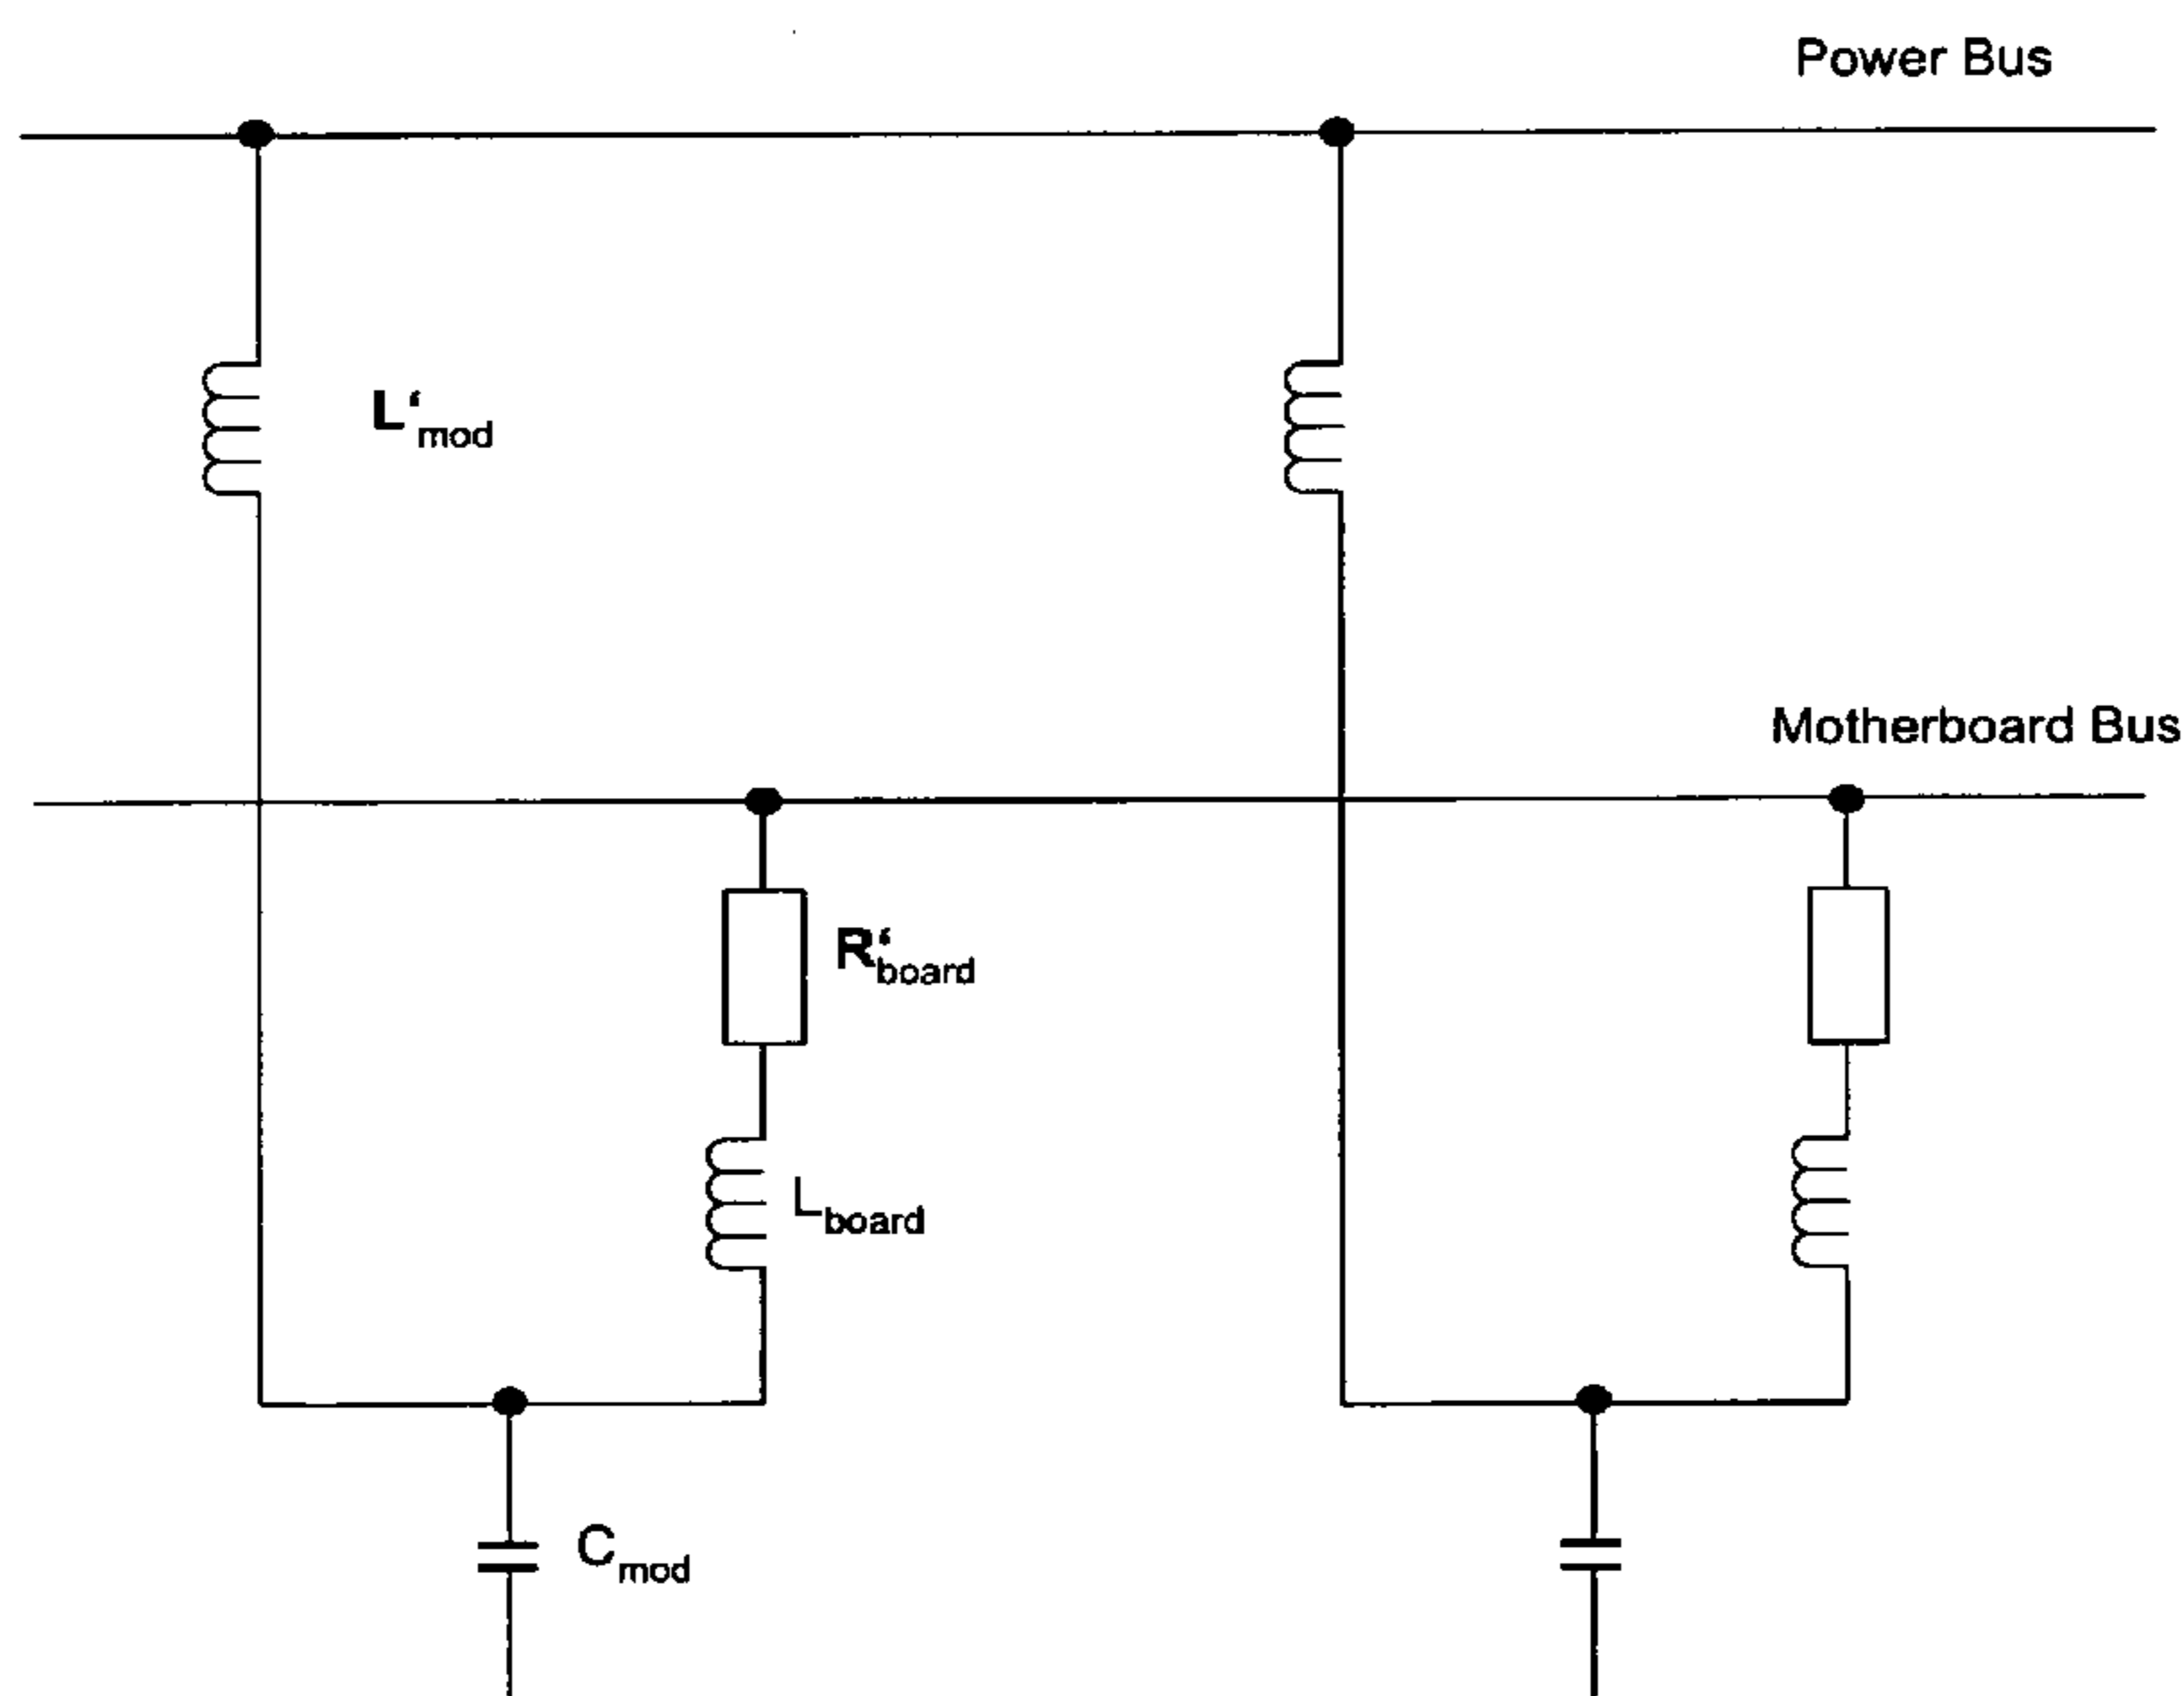 Power Bus
L‘mod
Motherboard Bus
R‘board
Lboard
Cmod